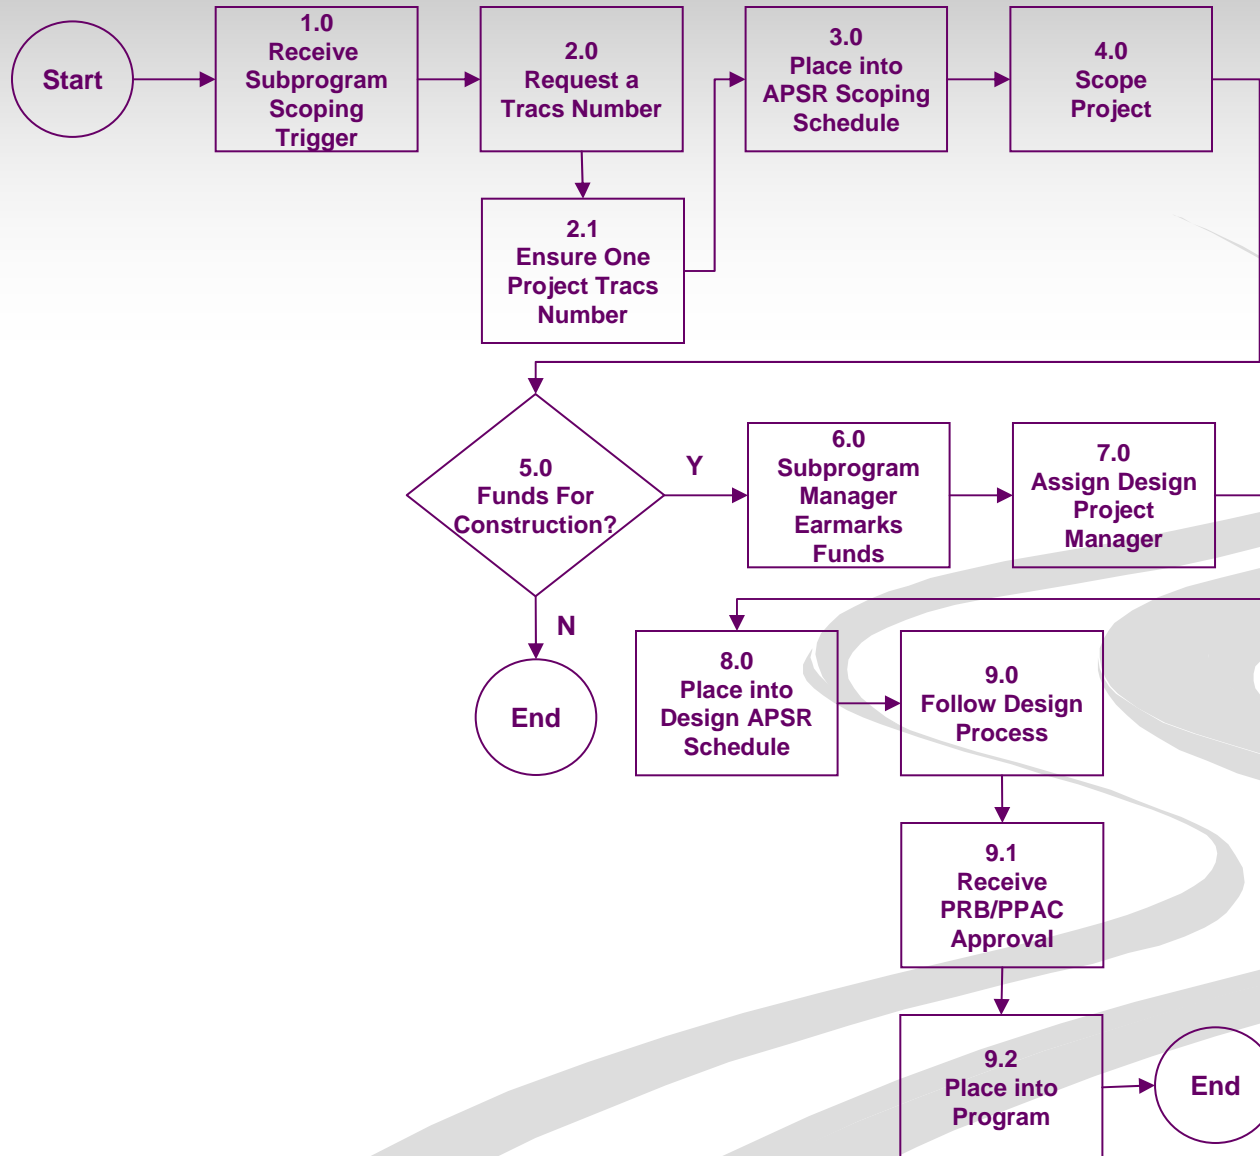 Start
1.0
Receive
Subprogram
Scoping
Trigger
2.0
Request a
Tracs Number
3.0
Place into
APSR Scoping
Schedule
4.0
Scope
Project
2.1
Ensure One
Project Tracs
Number
5.0
Funds For
Construction?
Y
6.0
Subprogram
Manager
Earmarks
Funds
7.0
Assign Design
Project
Manager
N
End
8.0
Place into
Design APSR
Schedule
9.0
Follow Design
Process
9.1
Receive
PRB/PPAC
Approval
9.2
Place into
Program
End